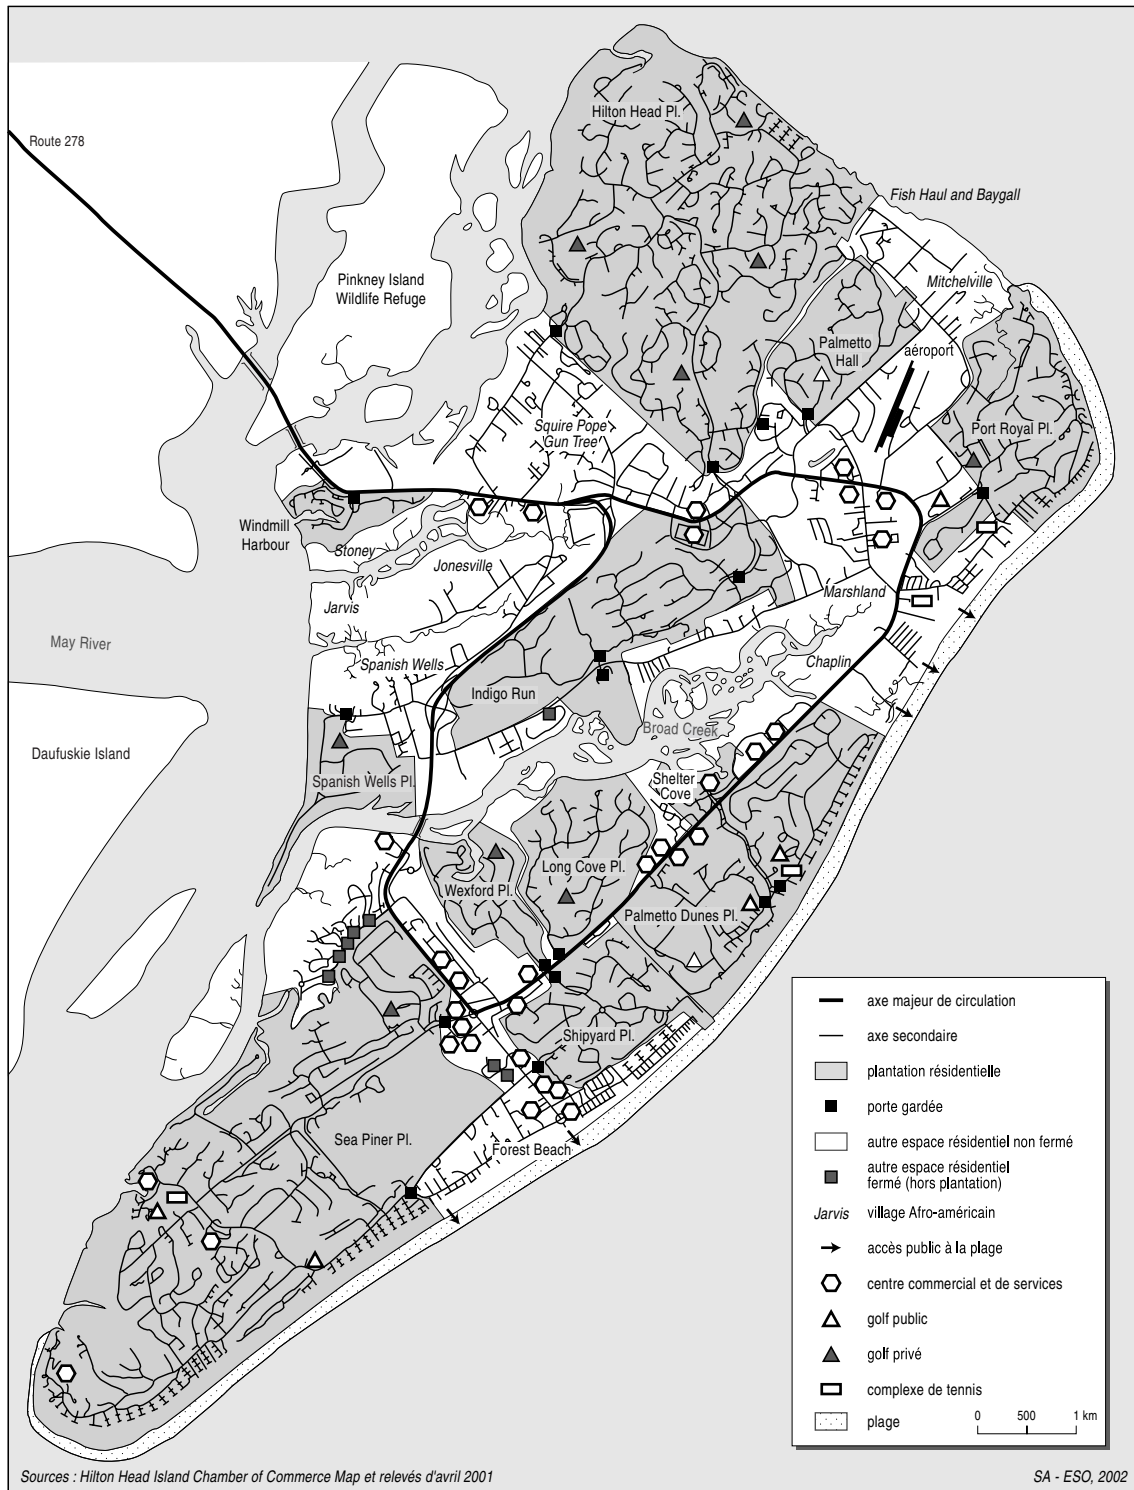 Route 278
Hilton Head Pl.
Fish Haul and Baygall
Pinkney Island
Wildlife Refuge
Mitchelville
Palmetto
Hall
aéroport
Squire Pope
Gun Tree
Port Royal Pl.
Windmill
Harbour
Stoney
Jonesville
Jarvis
Marshland
May River
Spanish Wells
Chaplin
Indigo Run
Broad Creek
Daufuskie Island
Spanish Wells Pl.
Shelter
Cove
Long Cove Pl.
Wexford Pl.
Palmetto Dunes Pl.
Shipyard Pl.
Sea Piner Pl.
Forest Beach
axe majeur de circulation
axe secondaire
plantation résidentielle
porte gardée
autre espace résidentiel non fermé
autre espace résidentiel
fermé (hors plantation)
Jarvis village Afro-américain
accès public à la plage
centre commercial et de services
golf public
golf privé
complexe de tennis
plage
0 500 1 km
Sources : Hilton Head Island Chamber of Commerce Map et relevés d'avril 2001
SA - ESO, 2002